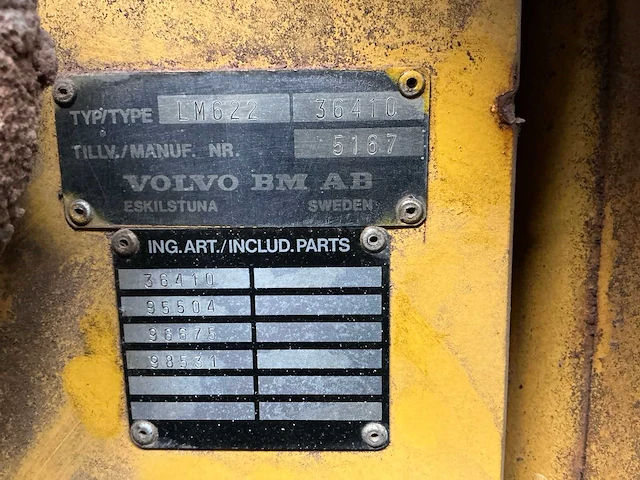 TYP/TYPE LM622 36410
TILLV./MANUF. NR. 5167
VOLVO BM AB
ESKILSTUNA SWEDEN
ING.ART./INCLUD.PARTS
36410
95504
96675
98531